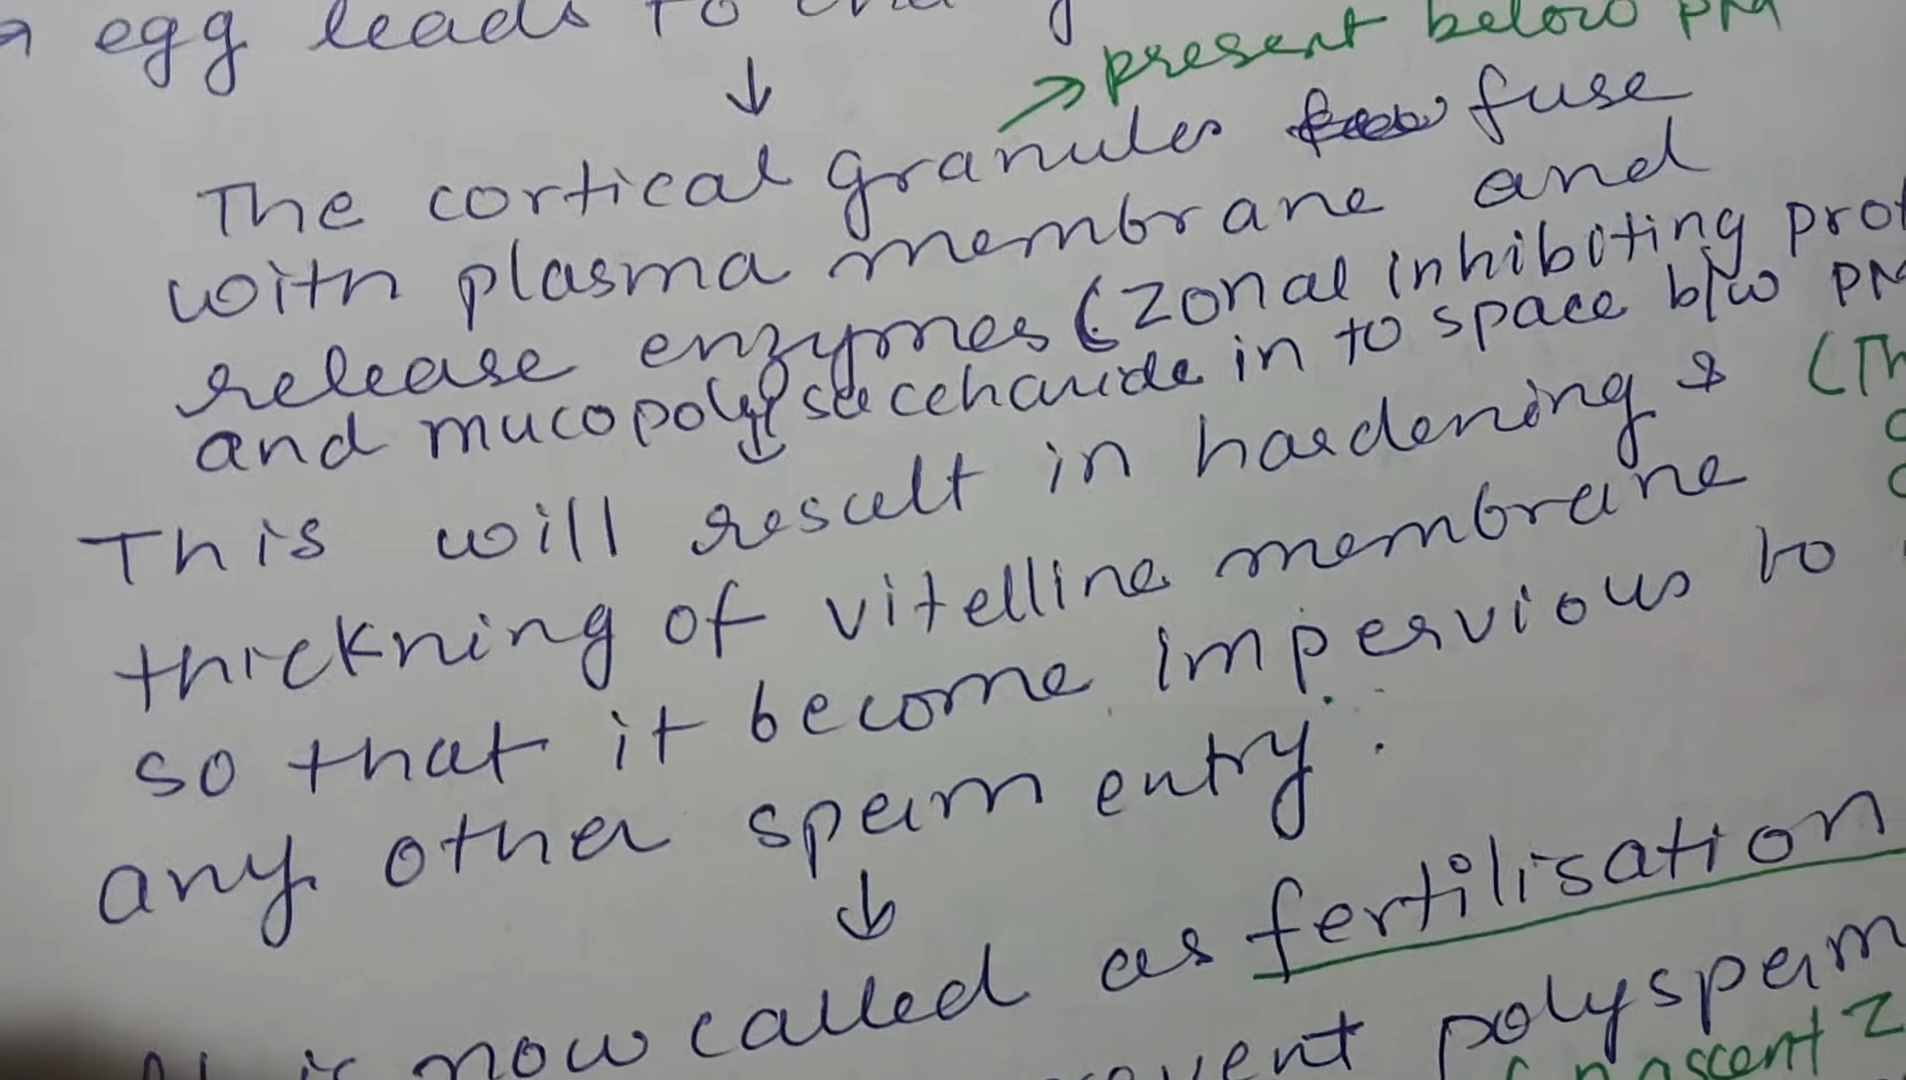 egg leads to
↓
→ present below PM
The cortical granules fuse
with plasma membrane and
release enzymes (zonal inhibiting
and mucopolysaccharide in to space b/w PM
↓
This will result in hardening &
thickning of vitelline membrane
so that it become impervious to
any other sperm entry.
↓
is now called as fertilisation
polysperm
nascent Z